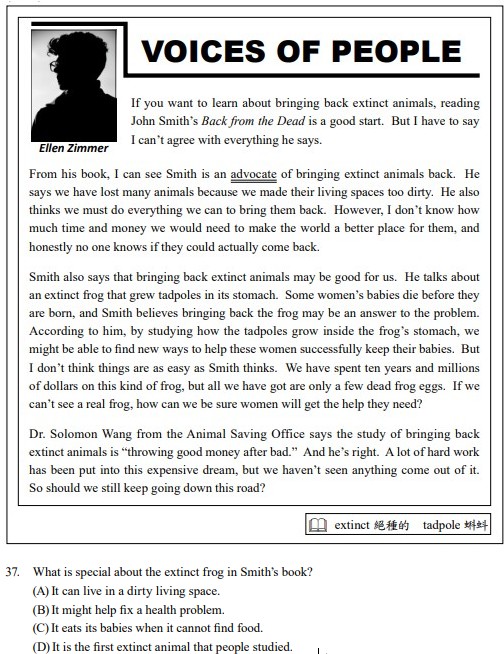 VOICES OF PEOPLE
Ellen Zimmer
If you want to learn about bringing back extinct animals, reading
John Smith's Back from the Dead is a good start. But I have to say
I can't agree with everything he says.
From his book, I can see Smith is an advocate of bringing extinct animals back. He
says we have lost many animals because we made their living spaces too dirty. He also
thinks we must do everything we can to bring them back. However, I don't know how
much time and money we would need to make the world a better place for them, and
honestly no one knows if they could actually come back.
Smith also says that bringing back extinct animals may be good for us. He talks about
an extinct frog that grew tadpoles in its stomach. Some women's babies die before they
are born, and Smith believes bringing back the frog may be an answer to the problem.
According to him, by studying how the tadpoles grow inside the frog's stomach, we
might be able to find new ways to help these women successfully keep their babies. But
I don't think things are as easy as Smith thinks. We have spent ten years and millions
of dollars on this kind of frog, but all we have got are only a few dead frog eggs. If we
can't see a real frog, how can we be sure women will get the help they need?
Dr. Solomon Wang from the Animal Saving Office says the study of bringing back
extinct animals is “throwing good money after bad.” And he's right. A lot of hard work
has been put into this expensive dream, but we haven't seen anything come out of it.
So should we still keep going down this road?
extinct 絕種的 tadpole 蝌蚪
37. What is special about the extinct frog in Smith's book?
(A) It can live in a dirty living space.
(B) It might help fix a health problem.
(C) It eats its babies when it cannot find food.
(D) It is the first extinct animal that people studied.